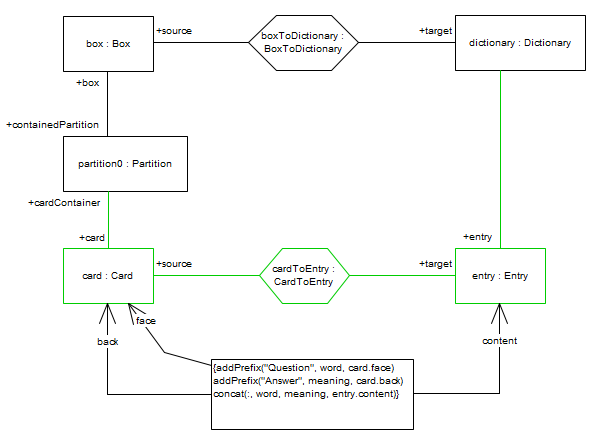 +source
boxToDictionary :
BoxToDictionary
+target
box : Box
dictionary : Dictionary
+box
+containedPartition
partition0 : Partition
+cardContainer
+card
+entry
+source
cardToEntry :
CardToEntry
+target
card : Card
entry : Entry
face
back
content
{addPrefix("Question", word, card.face)
addPrefix("Answer", meaning, card.back)
concat(:, word, meaning, entry.content)}